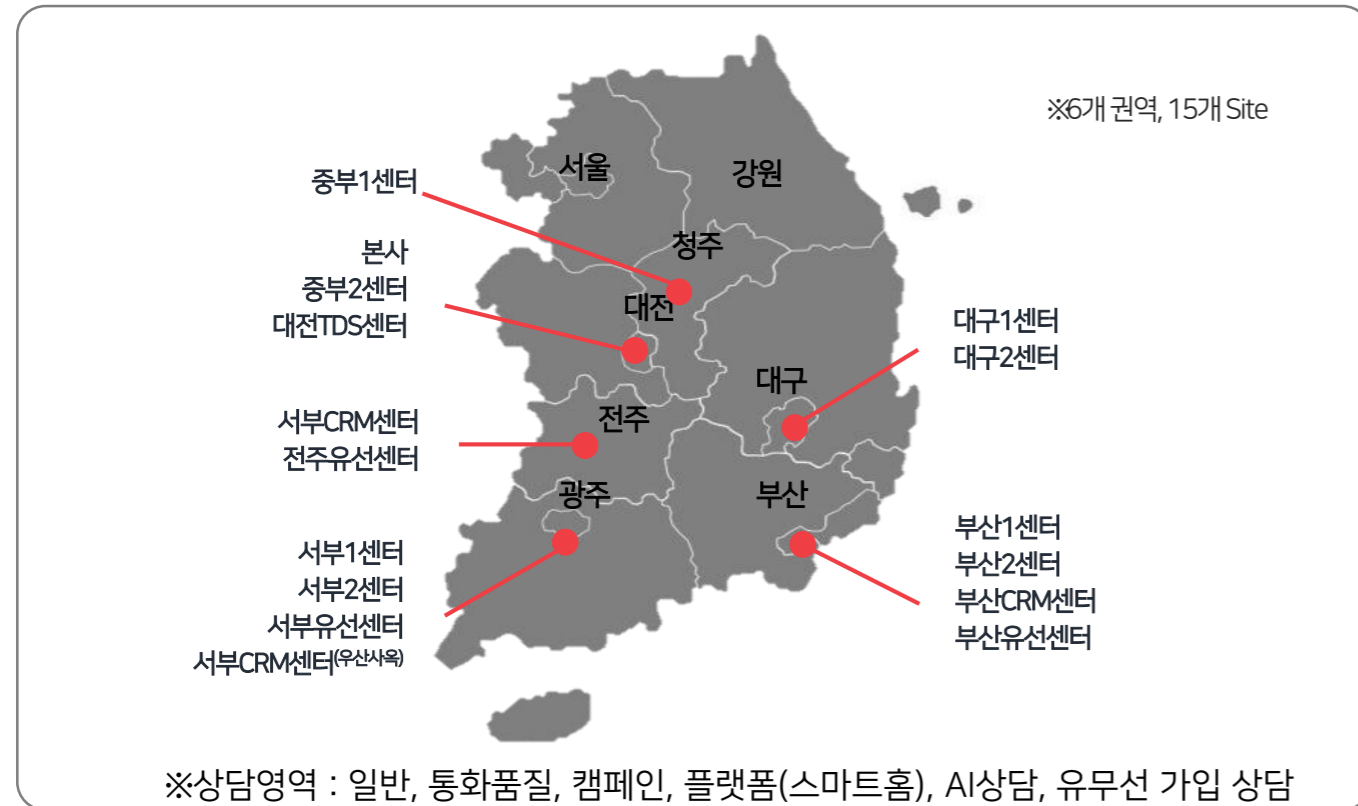 ※6개 권역, 15개 Site
서울
강원
중부1센터
청주
본사
중부2센터
대전TDS센터
대전
대구1센터
대구2센터
대구
서부CRM센터
전주유선센터
전주
광주
부산
서부1센터
서부2센터
서부유선센터
서부CRM센터(우산사옥)
부산1센터
부산2센터
부산CRM센터
부산유선센터
※상담영역 : 일반, 통화품질, 캠페인, 플랫폼(스마트홈), AI상담, 유무선 가입 상담